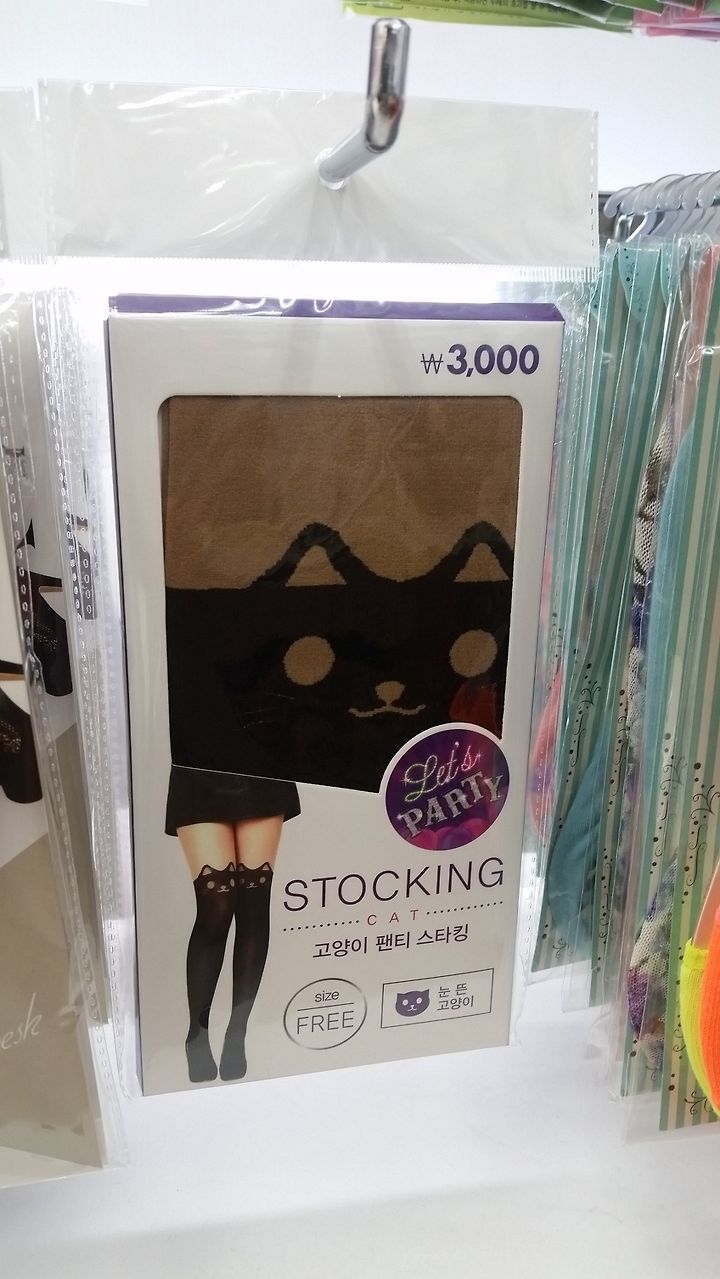 ₩3,000
Let's
PARTY
STOCKING
CAT
고양이 팬티 스타킹
size
FREE
눈 뜬
고양이
esh